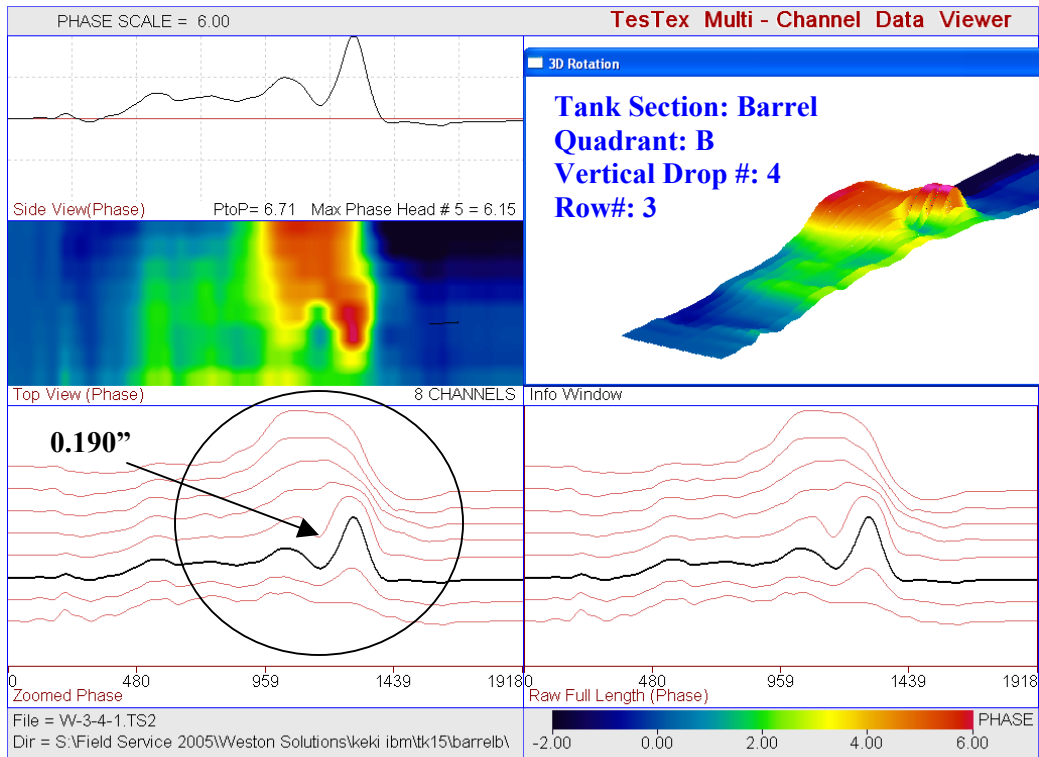 PHASE SCALE = 6.00
TesTex Multi - Channel Data Viewer
3D Rotation
Tank Section: Barrel
Quadrant: B
Vertical Drop #: 4
Row#: 3
Side View(Phase) PtoP= 6.71 Max Phase Head # 5 = 6.15
Top View (Phase) 8 CHANNELS
Info Window
0.190”
0 480 959 1439 1918
Zoomed Phase
0 480 959 1439 1918
Raw Full Length (Phase)
File = W-3-4-1.TS2
Dir = S:\Field Service 2005\Weston Solutions\keki ibm\tk15\barrelb\
PHASE
-2.00 0.00 2.00 4.00 6.00